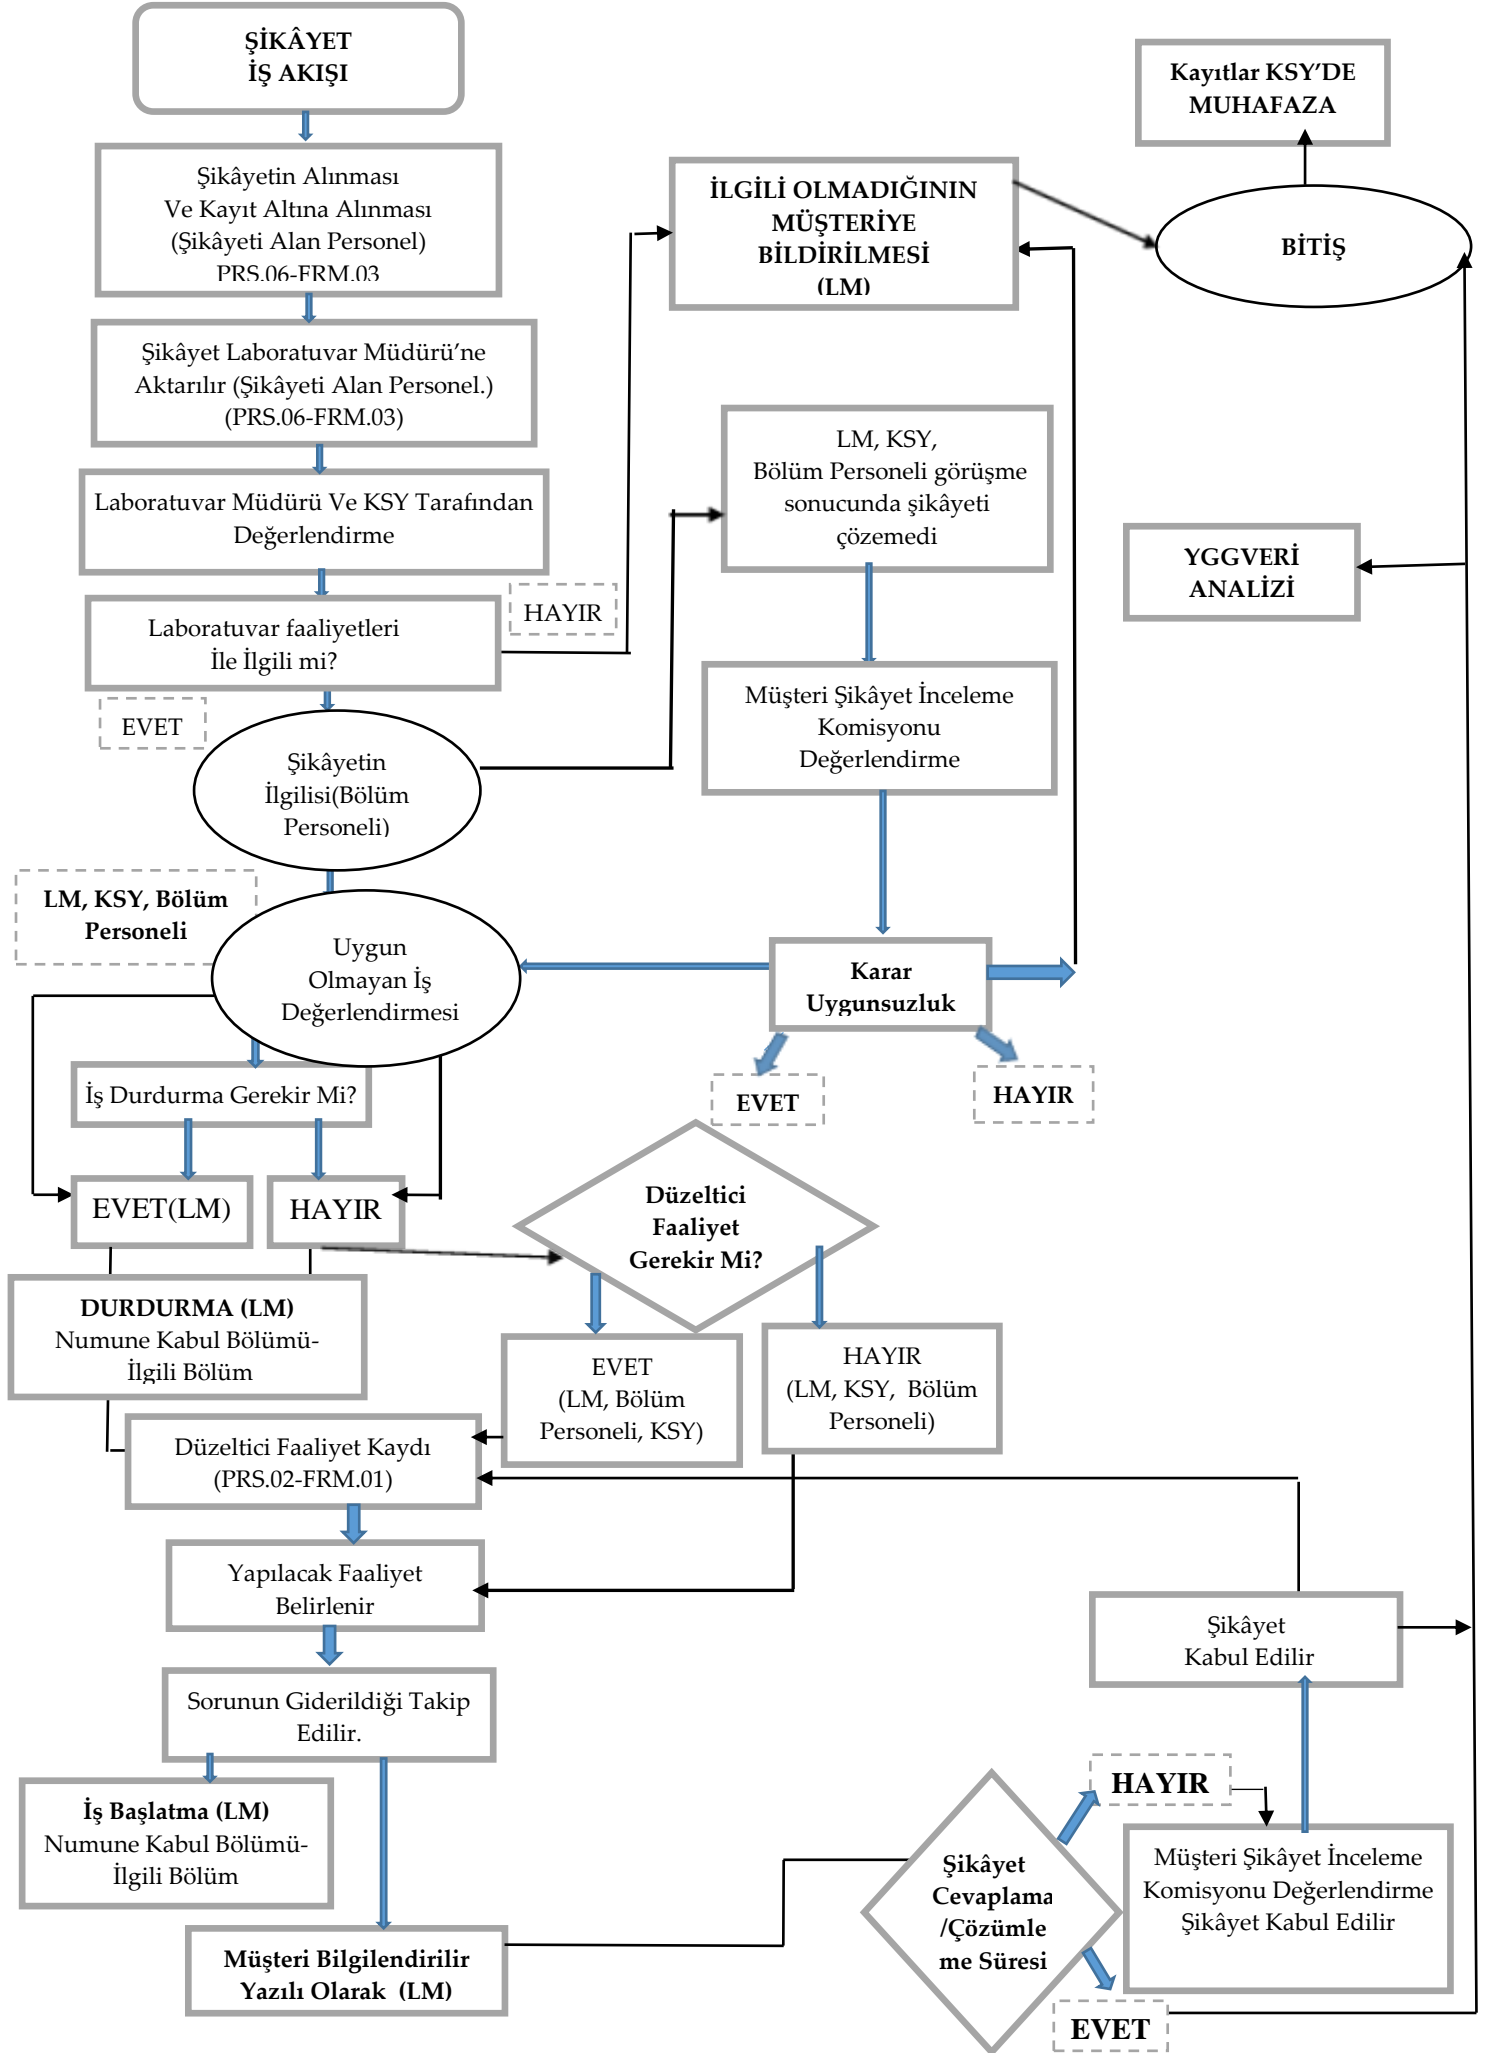 ŞİKÂYET
İŞ AKIŞI
Kayıtlar KSY’DE
MUHAFAZA
Şikâyetin Alınması
Ve Kayıt Altına Alınması
(Şikâyeti Alan Personel)
PRS.06-FRM.03
İLGİLİ OLMADIĞININ
MÜŞTERİYE
BİLDİRİLMESİ
(LM)
BİTİŞ
Şikâyet Laboratuvar Müdürü’ne
Aktarılır (Şikâyeti Alan Personel.)
(PRS.06-FRM.03)
LM, KSY,
Bölüm Personeli görüşme
sonucunda şikâyeti
çözemedi
Laboratuvar Müdürü Ve KSY Tarafından
Değerlendirme
YGGVERİ
ANALİZİ
HAYIR
Laboratuvar faaliyetleri
İle İlgili mi?
EVET
Müşteri Şikâyet İnceleme
Komisyonu
Değerlendirme
Şikâyetin
İlgilisi(Bölüm
Personeli)
LM, KSY, Bölüm
Personeli
Uygun
Olmayan İş
Değerlendirmesi
Karar
Uygunsuzluk
EVET
HAYIR
İş Durdurma Gerekir Mi?
EVET(LM)
HAYIR
Düzeltici
Faaliyet
Gerekir Mi?
DURDURMA (LM)
Numune Kabul Bölümü-
İlgili Bölüm
EVET
(LM, Bölüm
Personeli, KSY)
HAYIR
(LM, KSY, Bölüm
Personeli)
Düzeltici Faaliyet Kaydı
(PRS.02-FRM.01)
Yapılacak Faaliyet
Belirlenir
Şikâyet
Kabul Edilir
Sorunun Giderildiği Takip
Edilir.
İş Başlatma (LM)
Numune Kabul Bölümü-
İlgili Bölüm
HAYIR
Müşteri Şikâyet İnceleme
Komisyonu Değerlendirme
Şikâyet Kabul Edilir
Şikâyet
Cevaplama
/Çözümle
me Süresi
Müşteri Bilgilendirilir
Yazılı Olarak (LM)
EVET